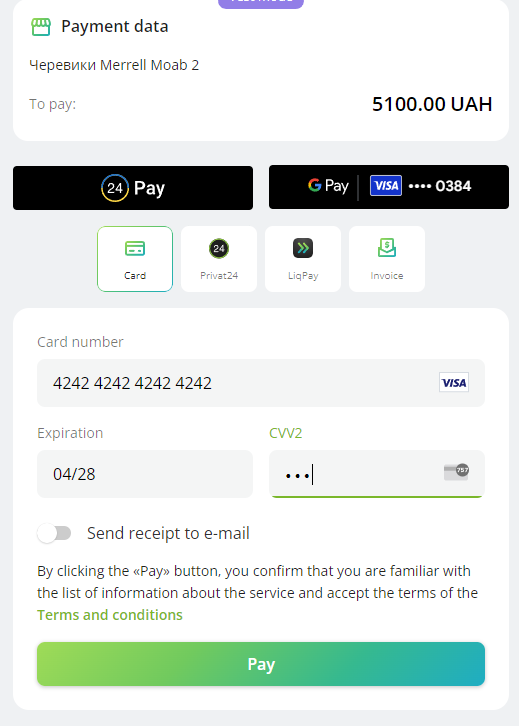 Payment data
Черевики Merrell Moab 2
To pay:
5100.00 UAH
24 Pay
G Pay VISA •••• 0384
Card
24
Privat24
LiqPay
$
Invoice
Card number
4242 4242 4242 4242
VISA
Expiration
CVV2
04/28
•••
757
Send receipt to e-mail
By clicking the «Pay» button, you confirm that you are familiar with
the list of information about the service and accept the terms of the
Terms and conditions
Pay